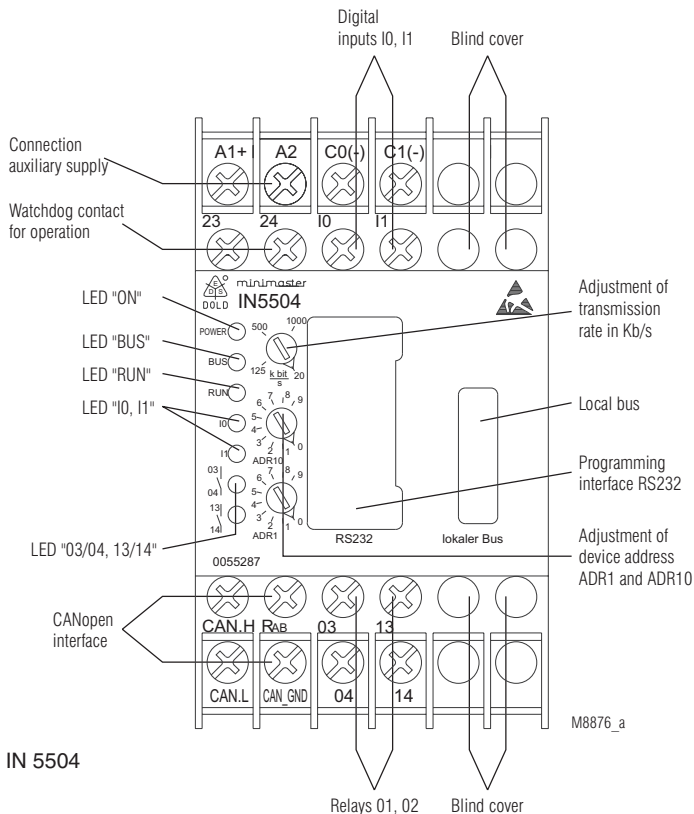 Digital
inputs I0, I1
Blind cover
Connection
auxiliary supply
A1+ A2 C0(-) C1(-)
Watchdog contact
for operation
23 24 I0 I1
minimaster
E
D S
DOLD
IN5504
Adjustment of
transmission
rate in Kb/s
LED "ON"
POWER
500 1000
LED "BUS"
BUS
125 k bit 20
s
LED "RUN"
RUN
LED "I0, I1"
I0
7 8 9
6
5
4
3
2 1 0
ADR10
Local bus
I1
03
04
7 8 9
6
5
4
3
2 1 0
ADR1
Programming
interface RS232
13
14
RS232
lokaler Bus
LED "03/04, 13/14"
Adjustment of
device address
ADR1 and ADR10
0055287
CANopen
interface
CAN.H RAB 03 13
CAN.L CAN_GND 04 14
M8876_a
IN 5504
Relays 01, 02
Blind cover